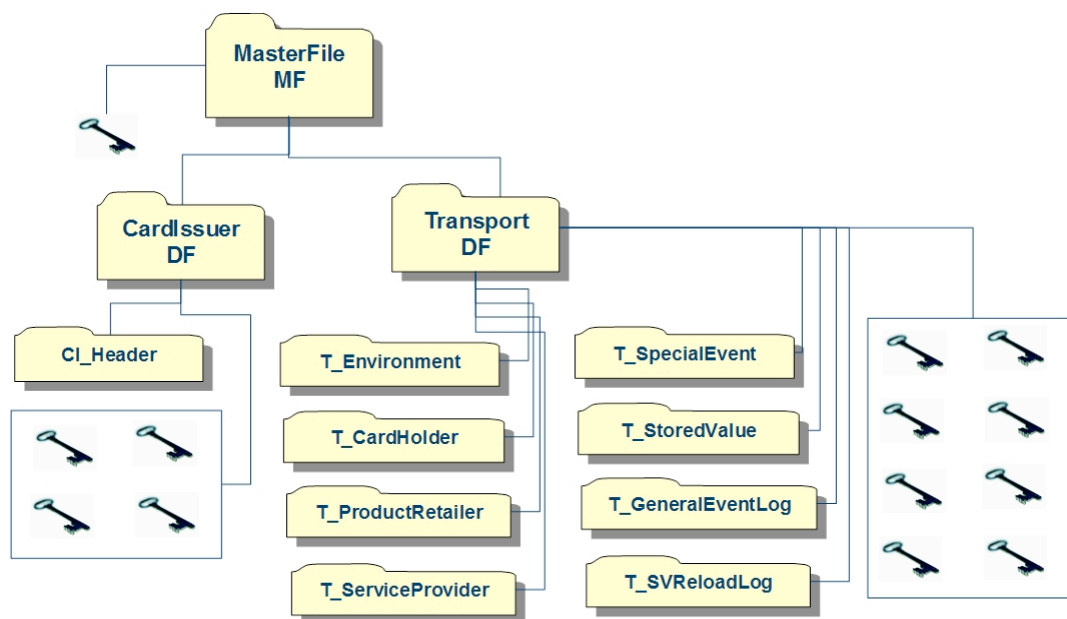 MasterFile
MF
CardIssuer
DF
Transport
DF
CI_Header
T_Environment
T_SpecialEvent
T_CardHolder
T_StoredValue
T_ProductRetailer
T_GeneralEventLog
T_ServiceProvider
T_SVReloadLog